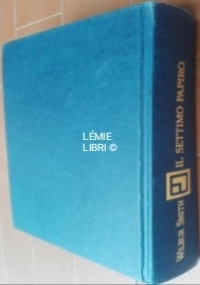 LÉMIE
LIBRI ©
WILBUR SMITH IL SETTIMO PAPIRO